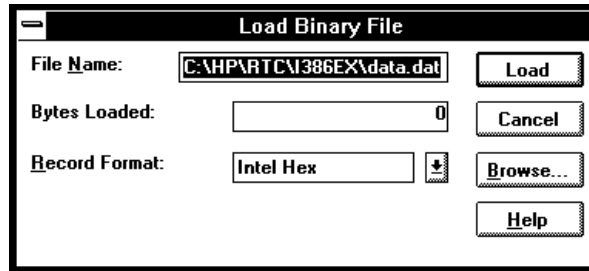 Load Binary File
File Name: C:\HP\RTC\I386EX\data.dat Load
Bytes Loaded: 0 Cancel
Record Format: Intel Hex Browse...
Help